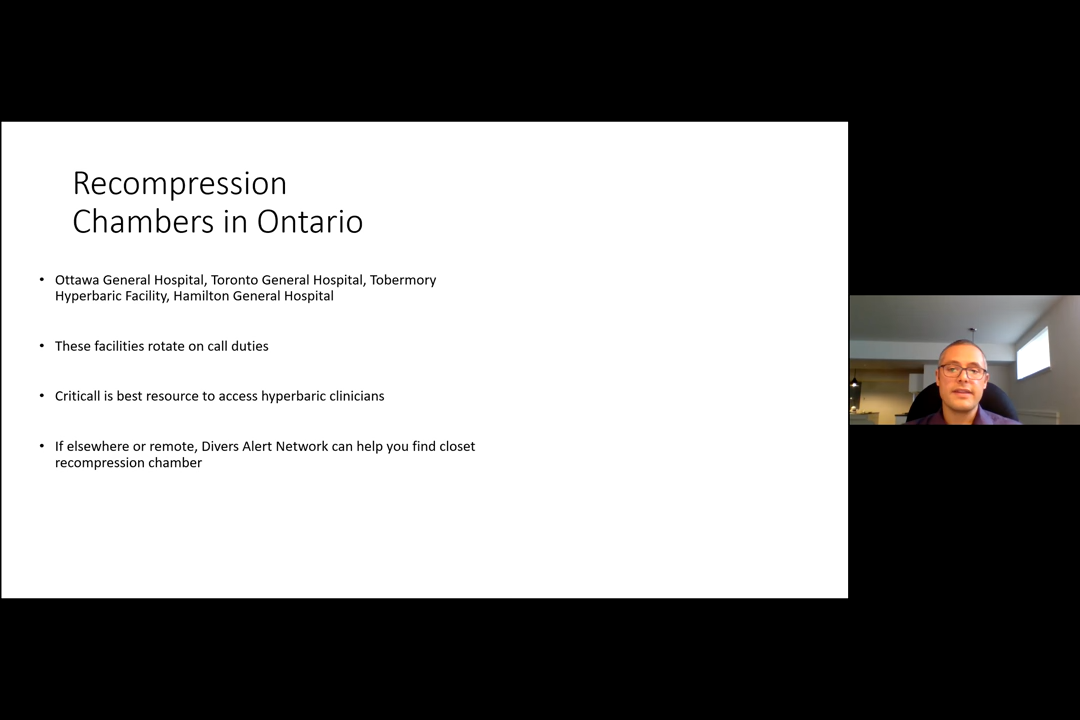 Recompression
Chambers in Ontario
• Ottawa General Hospital, Toronto General Hospital, Tobermory
Hyperbaric Facility, Hamilton General Hospital
• These facilities rotate on call duties
• Criticall is best resource to access hyperbaric clinicians
• If elsewhere or remote, Divers Alert Network can help you find closet
recompression chamber